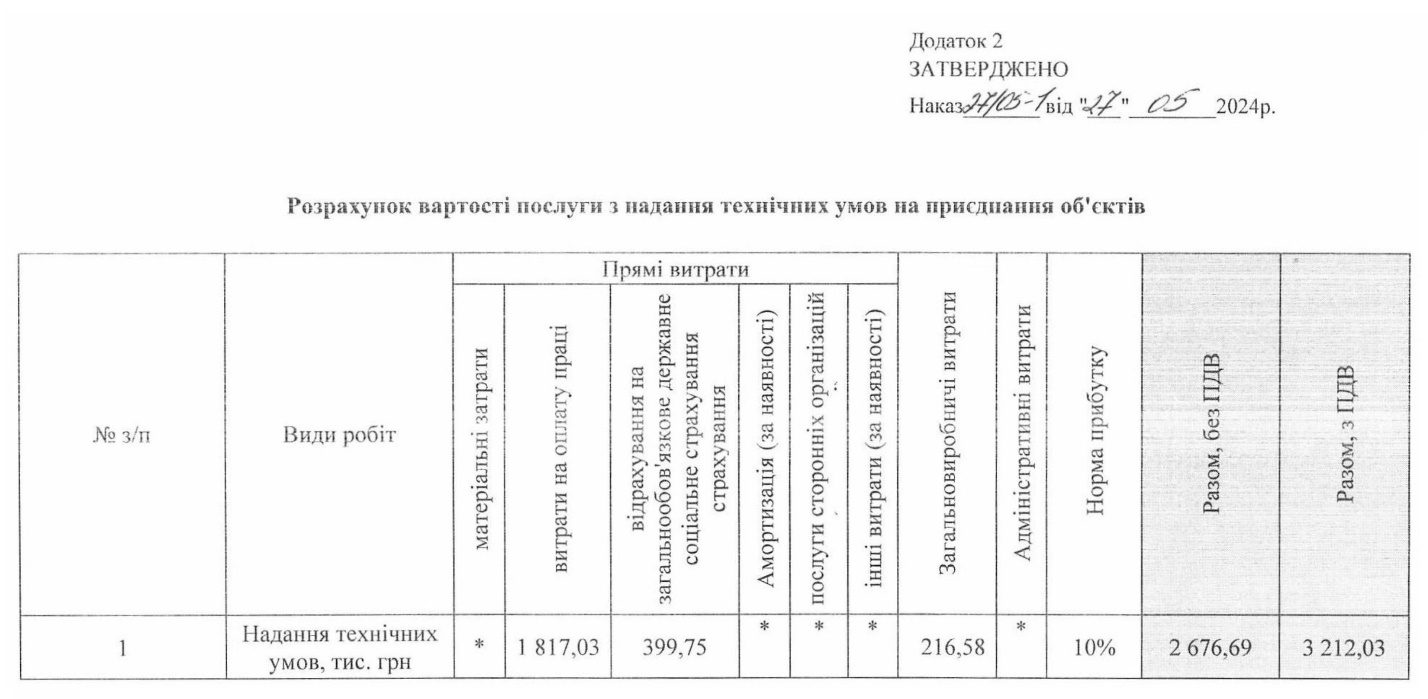 Додаток 2
ЗАТВЕРДЖЕНО
Наказ 27/05-1 від "27" 05 2024р.
Розрахунок вартості послуги з надання технічних умов на приєднання об'єктів
№ з/п
Види робіт
Прямі витрати
матеріальні затрати
витрати на оплату праці
відрахування на
загальнообов'язкове державне
соціальне страхування
страхування
Амортизація (за наявності)
послуги сторонніх організацій
інші витрати (за наявності)
Загальновиробничі витрати
Адміністративні витрати
Норма прибутку
Разом, без ПДВ
Разом, з ПДВ
1
Надання технічних
умов, тис. грн
*
1 817,03
399,75
*
*
*
216,58
*
10%
2 676,69
3 212,03